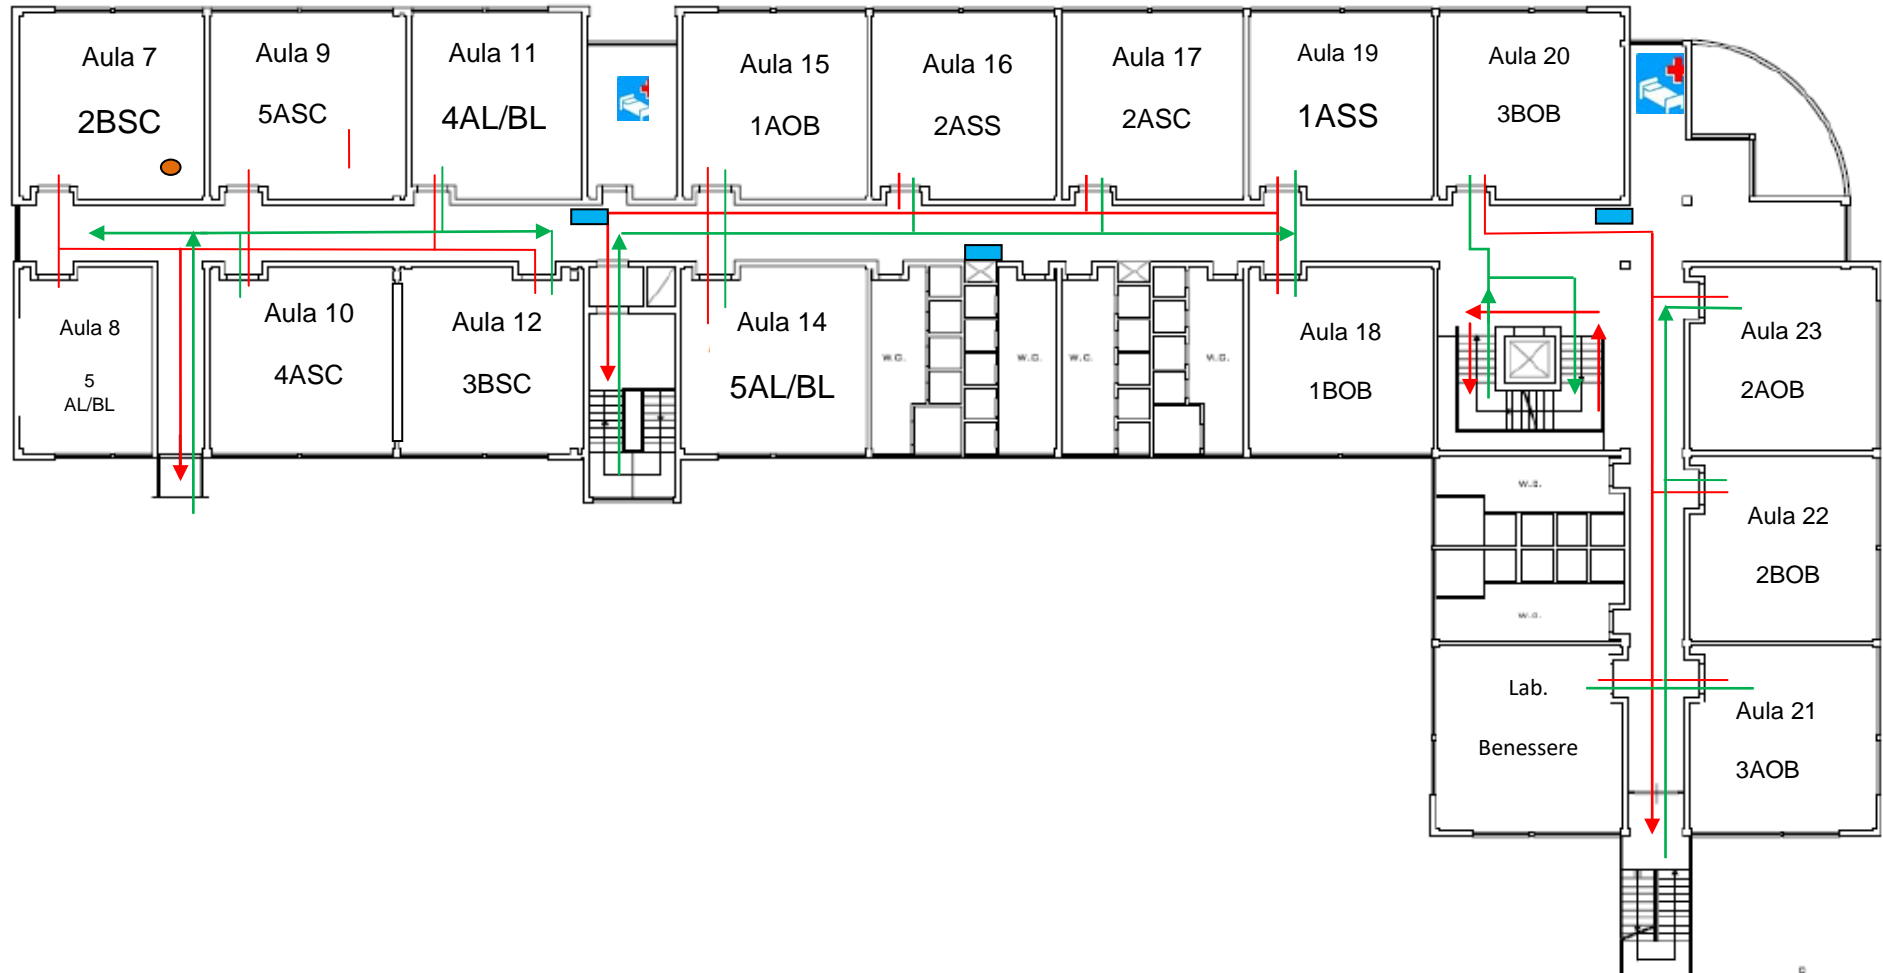 Aula 7
2BSC
Aula 9
5ASC
Aula 11
4AL/BL
Aula 15
1AOB
Aula 16
2ASS
Aula 17
2ASC
Aula 19
1ASS
Aula 20
3BOB
Aula 8
5
AL/BL
Aula 10
4ASC
Aula 12
3BSC
Aula 14
5AL/BL
W.C.
W.C.
W.C.
W.C.
Aula 18
1BOB
Aula 23
2AOB
W.C.
Aula 22
2BOB
W.C.
Lab.
Benessere
Aula 21
3AOB